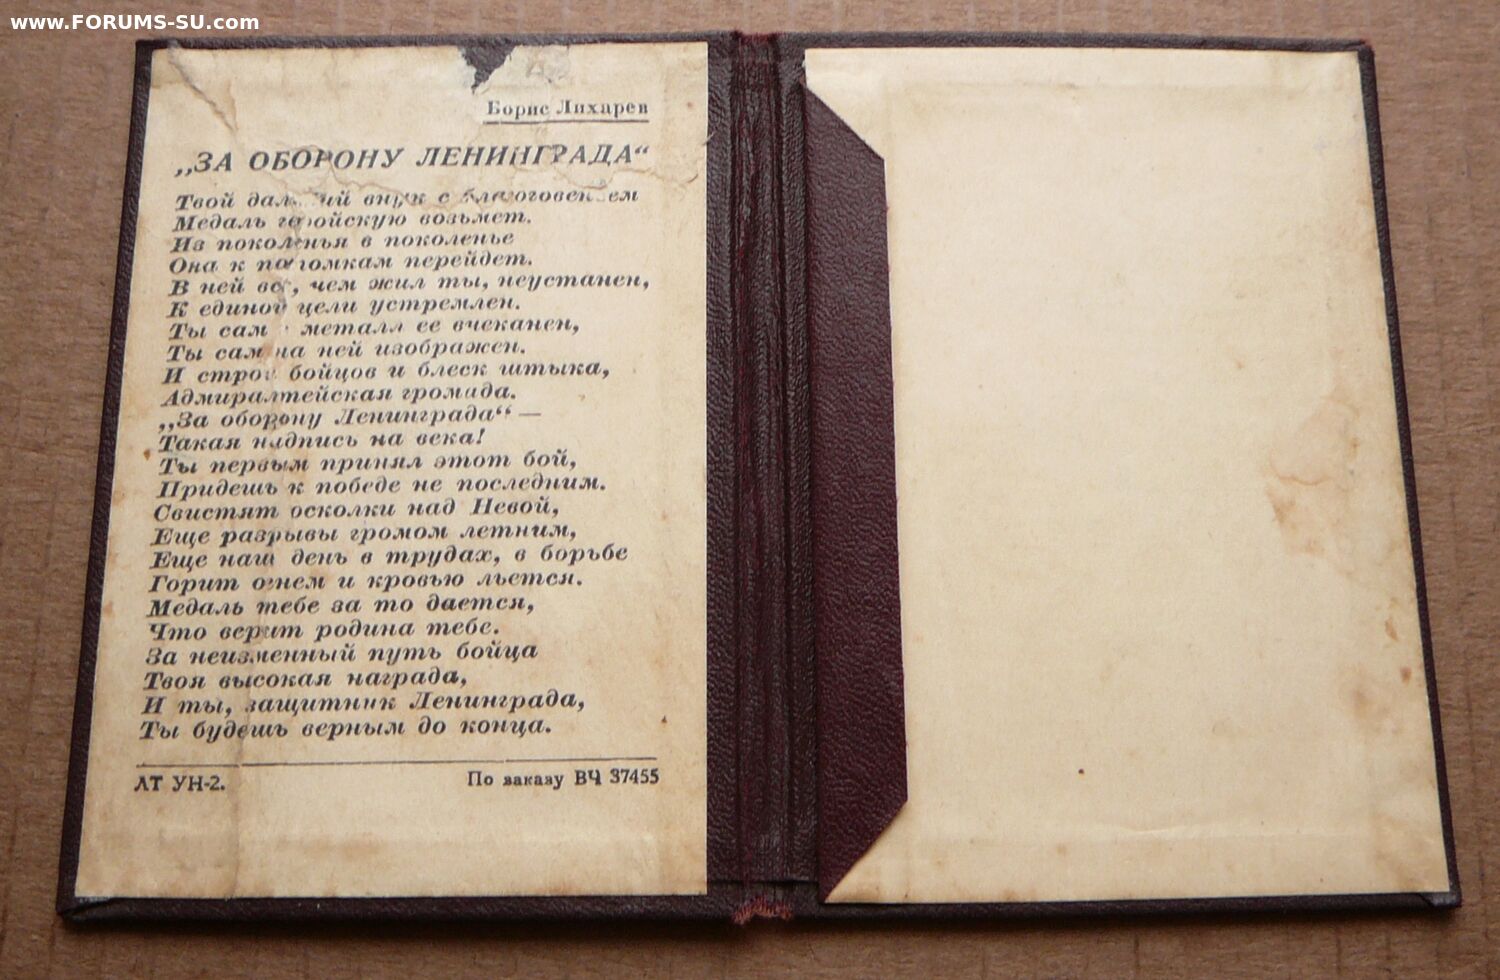 www.FORUMS-SU.com
Борис Лихарев
„ЗА ОБОРОНУ ЛЕНИНГРАДА“
Твой внук с благоговеньем
Медаль геройскую возьмет.
Из поколенья в поколенье
Она к потомкам перейдет.
В ней все, чем жил ты, неустанен,
К единой цели устремлен.
Ты сам металл ее вчеканен,
Ты сам на ней изображен.
И строй бойцов и блеск штыка,
Адмиралтейская громада.
„За оборону Ленинграда“ —
Такая надпись на века!
Ты первым принял этот бой,
Придешь к победе не последним.
Свистят осколки над Невой,
Еще разрывы громом летним,
Еще наш день в трудах, в борьбе
Горит огнем и кровью льется.
Медаль тебе за то дается,
Что верит родина тебе.
За неизменный путь бойца
Твоя высокая награда,
И ты, защитник Ленинграда,
Ты будешь верным до конца.
АТ УН-2.
По заказу ВЧ 37455